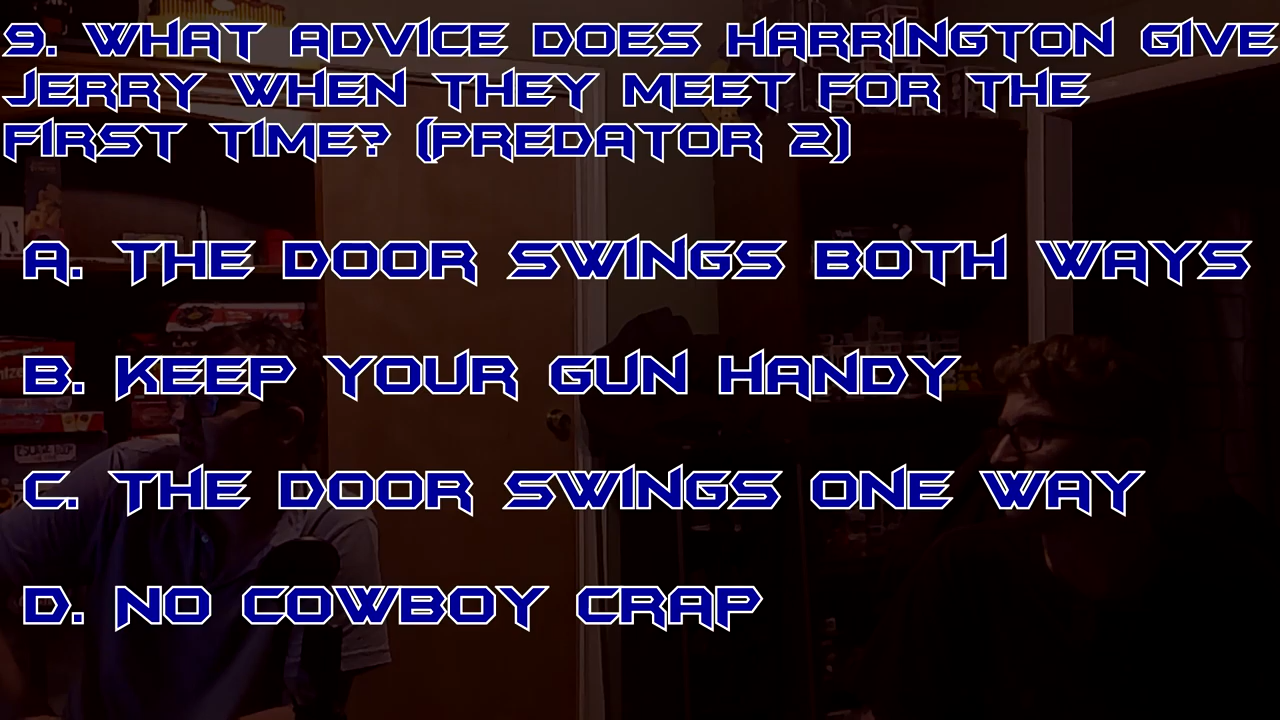 9. WHAT ADVICE DOES HARRINGTON GIVE
JERRY WHEN THEY MEET FOR THE
FIRST TIME? (PREDATOR 2)
A. THE DOOR SWINGS BOTH WAYS
B. KEEP YOUR GUN HANDY
C. THE DOOR SWINGS ONE WAY
D. NO COWBOY CRAP